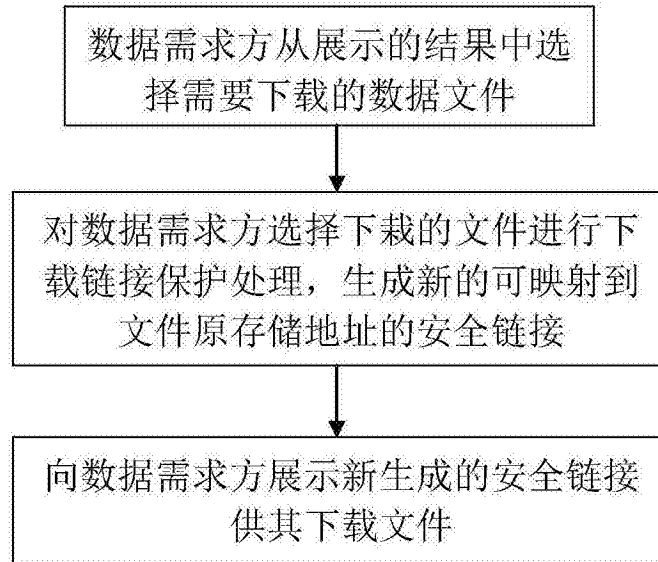 数据需求方从展示的结果中选
择需要下载的数据文件
对数据需求方选择下栽的文件进行下
载链接保护处理，生成新的可映射到
文件原存储地址的安全链接
向数据需求方展示新生成的安全链接
供其下载文件